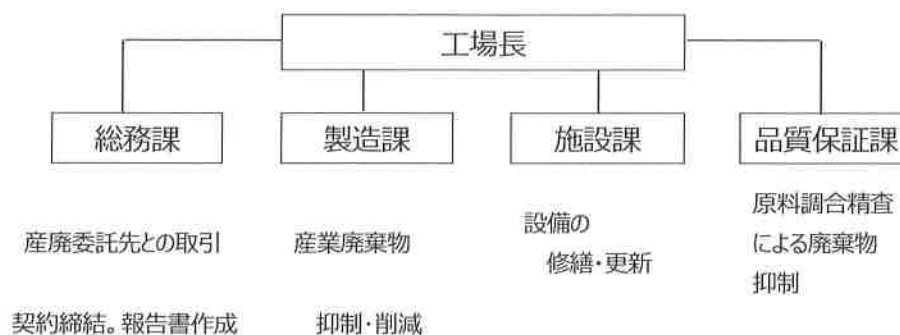 工場長
総務課
製造課
施設課
品質保証課
産廃委託先との取引
契約締結。報告書作成
産業廃棄物
抑制・削減
設備の
修繕・更新
原料調合精査
による廃棄物
抑制